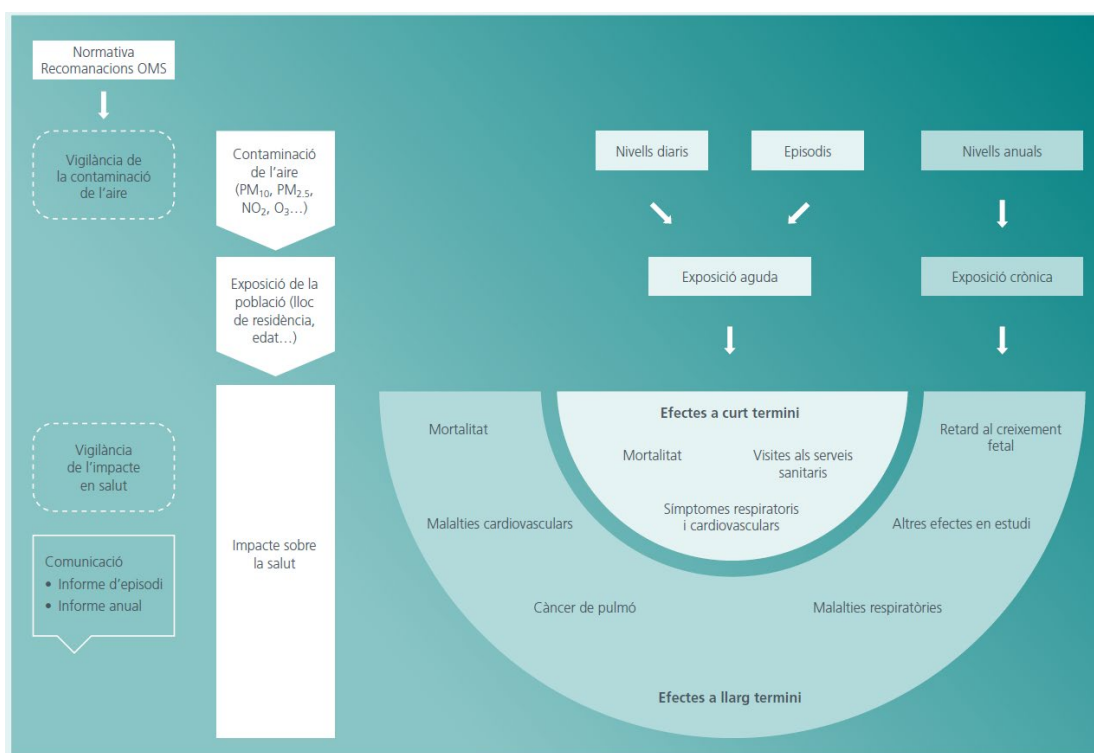 Normativa
Recomanacions OMS
Vigilància de
la contaminació
de l'aire
Vigilància
de l'impacte
en salut
Comunicació
• Informe d'episodi
• Informe anual
Contaminació
de l'aire
(PM₁₀, PM₂.₅,
NO₂, O₃…)
Exposició de la
població (lloc
de residència,
edat…)
Impacte sobre
la salut
Nivells diaris
Episodis
Nivells anuals
Exposició aguda
Exposició crònica
Efectes a curt termini
Mortalitat
Visites als serveis
sanitaris
Símptomes respiratoris
i cardiovasculars
Mortalitat
Retard al creixement
fetal
Malalties cardiovasculars
Altres efectes en estudi
Càncer de pulmó
Malalties respiratòries
Efectes a llarg termini